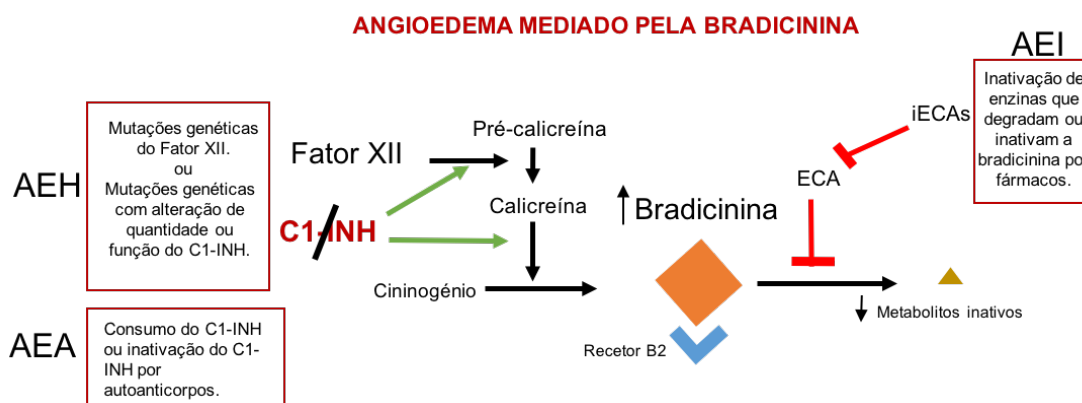 ANGIOEDEMA MEDIADO PELA BRADICININA
AEH
Mutações genéticas
do Fator XII.
ou
Mutações genéticas
com alteração de
quantidade ou
função do C1-INH.
AEA
Consumo do C1-INH
ou inativação do C1-
INH por
autoanticorpos.
Fator XII
C1-INH
Pré-calicreína
Calicreína
Cininogénio
Bradicinina
Recetor B2
ECA
iECAs
Metabolitos inativos
AEI
Inativação de
enzinas que
degradam ou
inativam a
bradicinina po
fármacos.